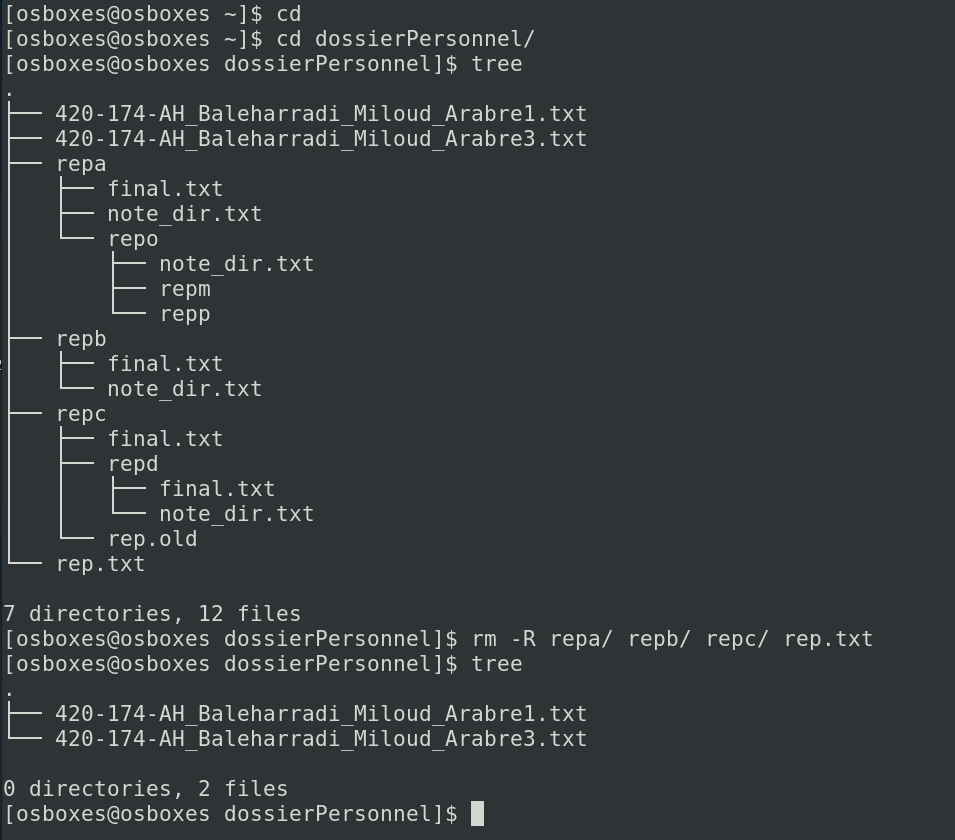 [osboxes@osboxes ~]$ cd
[osboxes@osboxes ~]$ cd dossierPersonnel/
[osboxes@osboxes dossierPersonnel]$ tree
.
├── 420-174-AH_Baleharradi_Miloud_Arabre1.txt
├── 420-174-AH_Baleharradi_Miloud_Arabre3.txt
├── repa
│   ├── final.txt
│   ├── note_dir.txt
│   └── repo
│       ├── note_dir.txt
│       ├── repm
│       └── repp
├── repb
│   ├── final.txt
│   └── note_dir.txt
├── repc
│   ├── final.txt
│   ├── repd
│   │   ├── final.txt
│   │   └── note_dir.txt
│   └── rep.old
└── rep.txt

7 directories, 12 files
[osboxes@osboxes dossierPersonnel]$ rm -R repa/ repb/ repc/ rep.txt
[osboxes@osboxes dossierPersonnel]$ tree
.
├── 420-174-AH_Baleharradi_Miloud_Arabre1.txt
└── 420-174-AH_Baleharradi_Miloud_Arabre3.txt

0 directories, 2 files
[osboxes@osboxes dossierPersonnel]$